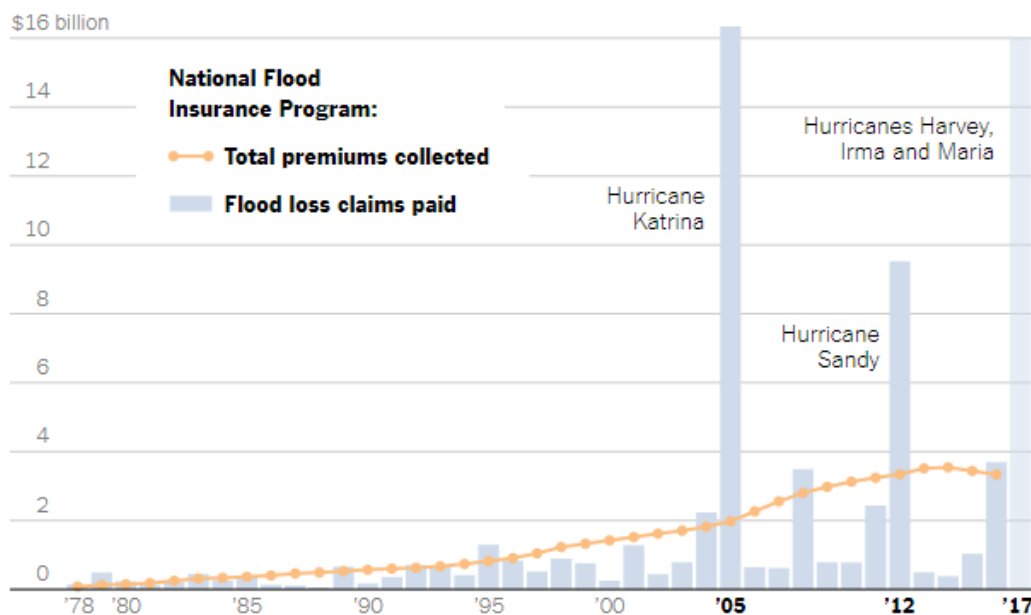 $16 billion
National Flood
Insurance Program:
Total premiums collected
Flood loss claims paid
14
12
10
8
6
4
2
0
Hurricane
Katrina
Hurricanes Harvey,
Irma and Maria
Hurricane
Sandy
'78 '80 '85 '90 '95 '00 '05 '12 '17